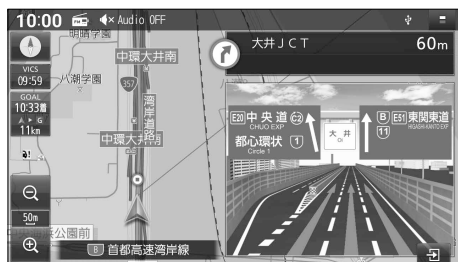 10:00 Audio OFF
明晴学園
VICS
09:59
八潮学園
GOAL
10:33着
A ▶ G
11km
中環大井南
357
湾岸道路
中環大井南
50m
浜公園前
B 首都高速湾岸線
大井JCT 60m
E20 中央道 C2
CHUO EXP
都心環状 1
Circle 1
大井
Oi
B E51 東関東道
HIGASHI-KANTO EXP
11